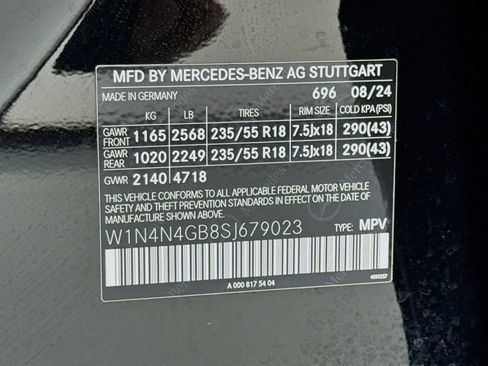 MFD BY MERCEDES-BENZ AG STUTTGART
MADE IN GERMANY 696 08/24
KG LB TIRES RIM SIZE COLD KPA (PSI)
GAWR FRONT 1165 2568 235/55 R18 7.5Jx18 290(43)
GAWR REAR 1020 2249 235/55 R18 7.5Jx18 290(43)
GVWR 2140 4718
THIS VEHICLE CONFORMS TO ALL APPLICABLE FEDERAL MOTOR VEHICLE
SAFETY, BUMPER, AND THEFT PREVENTION STANDARDS IN EFFECT ON THE DATE OF
MANUFACTURE SHOWN ABOVE.
W1N4N4GB8SJ679023 TYPE: MPV
A 000 817 54 04